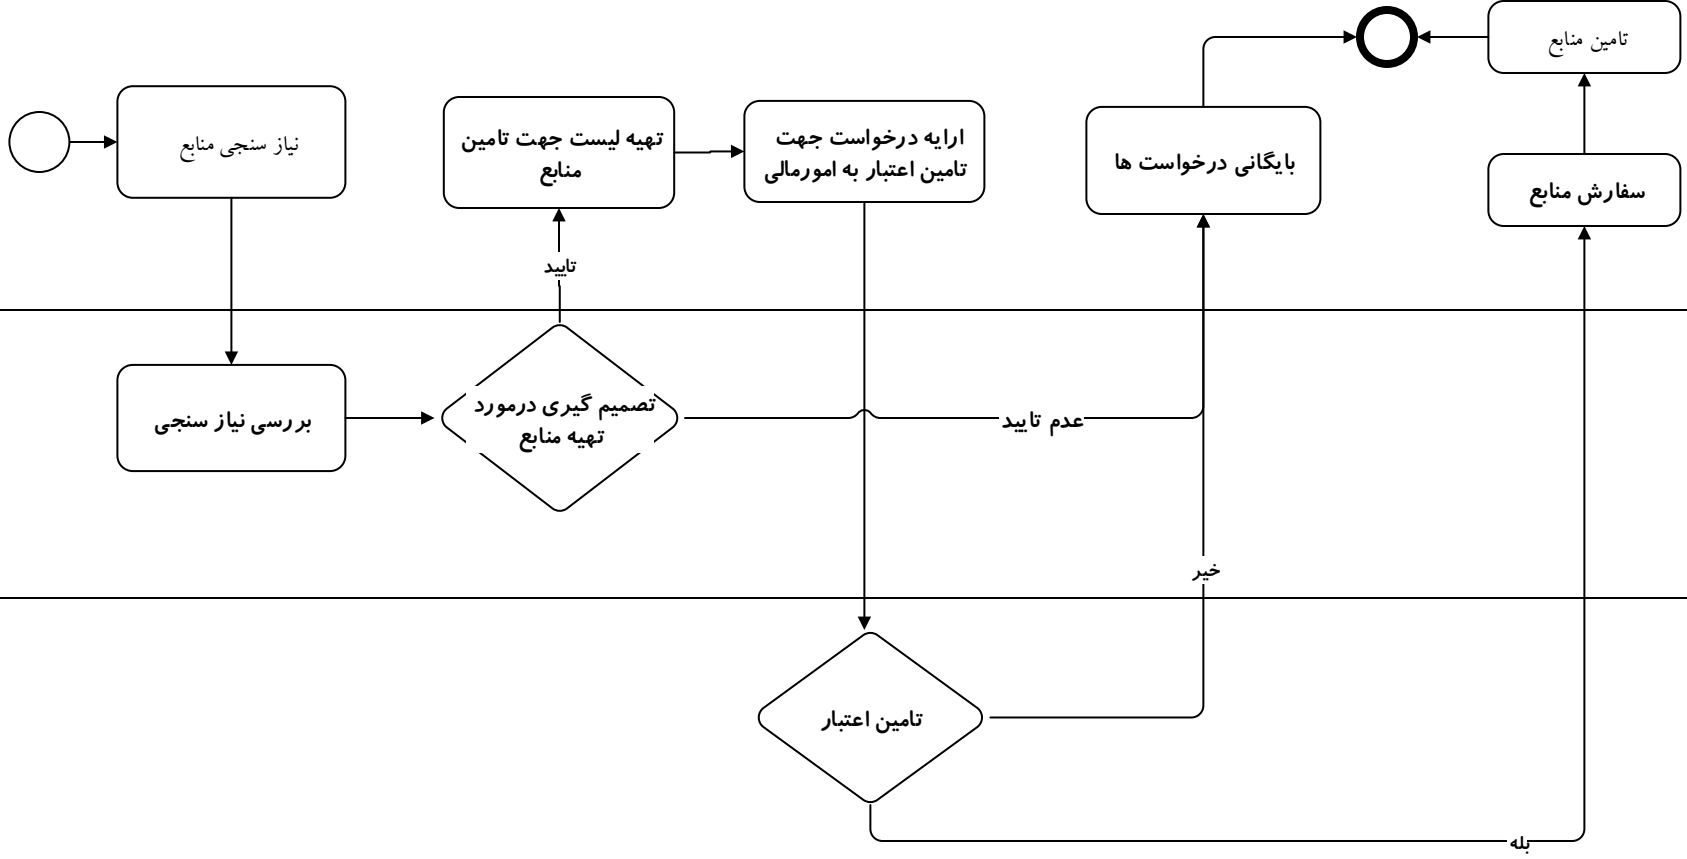 نیاز سنجی منابع
تهیه لیست جهت تامین
منابع
ارایه درخواست جهت
تامین اعتبار به امورمالی
بایگانی درخواست ها
تامین منابع
سفارش منابع
تایید
بررسی نیاز سنجی
تصمیم گیری درمورد
تهیه منابع
عدم تایید
خیر
تامین اعتبار
بله